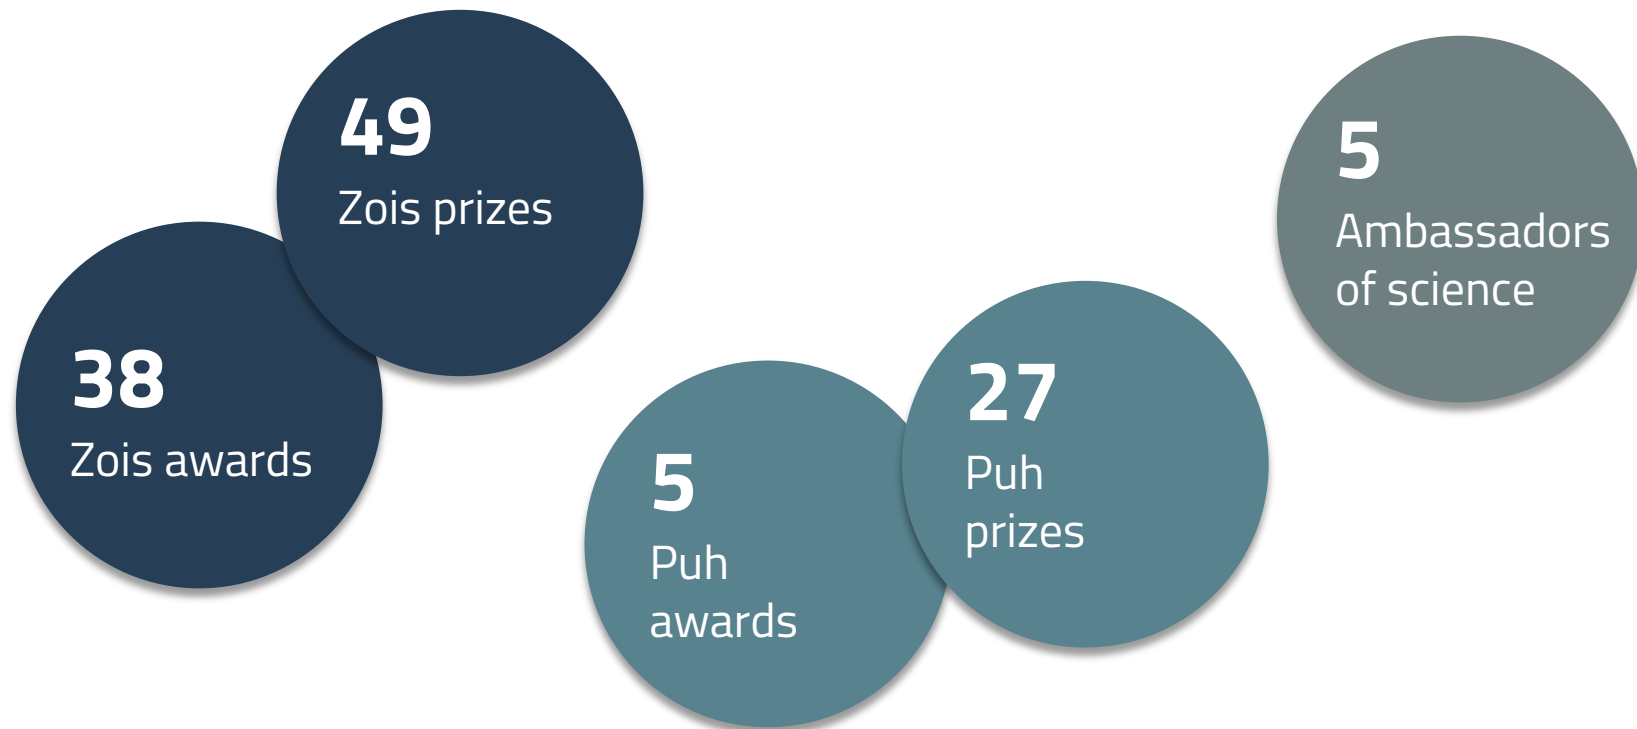 49
Zois prizes
38
Zois awards
5
Puh
awards
27
Puh
prizes
5
Ambassadors
of science